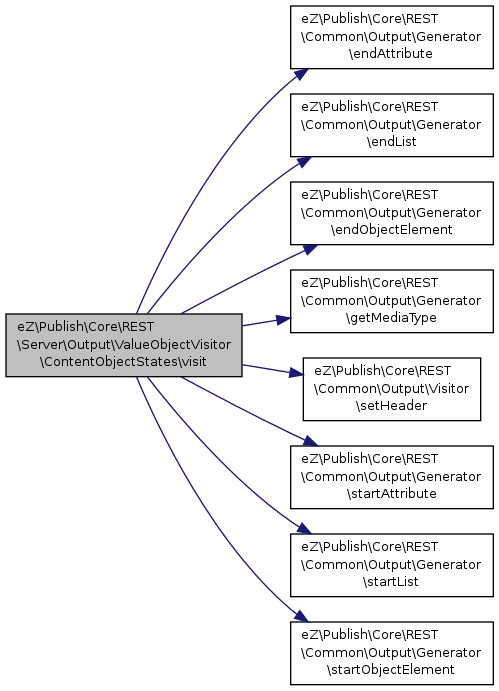 eZ\Publish\Core\REST
\Common\Output\Generator
\endAttribute
eZ\Publish\Core\REST
\Common\Output\Generator
\endList
eZ\Publish\Core\REST
\Common\Output\Generator
\endObjectElement
eZ\Publish\Core\REST
\Common\Output\Generator
\getMediaType
eZ\Publish\Core\REST
\Server\Output\ValueObjectVisitor
\ContentObjectStates\visit
eZ\Publish\Core\REST
\Common\Output\Visitor
\setHeader
eZ\Publish\Core\REST
\Common\Output\Generator
\startAttribute
eZ\Publish\Core\REST
\Common\Output\Generator
\startList
eZ\Publish\Core\REST
\Common\Output\Generator
\startObjectElement